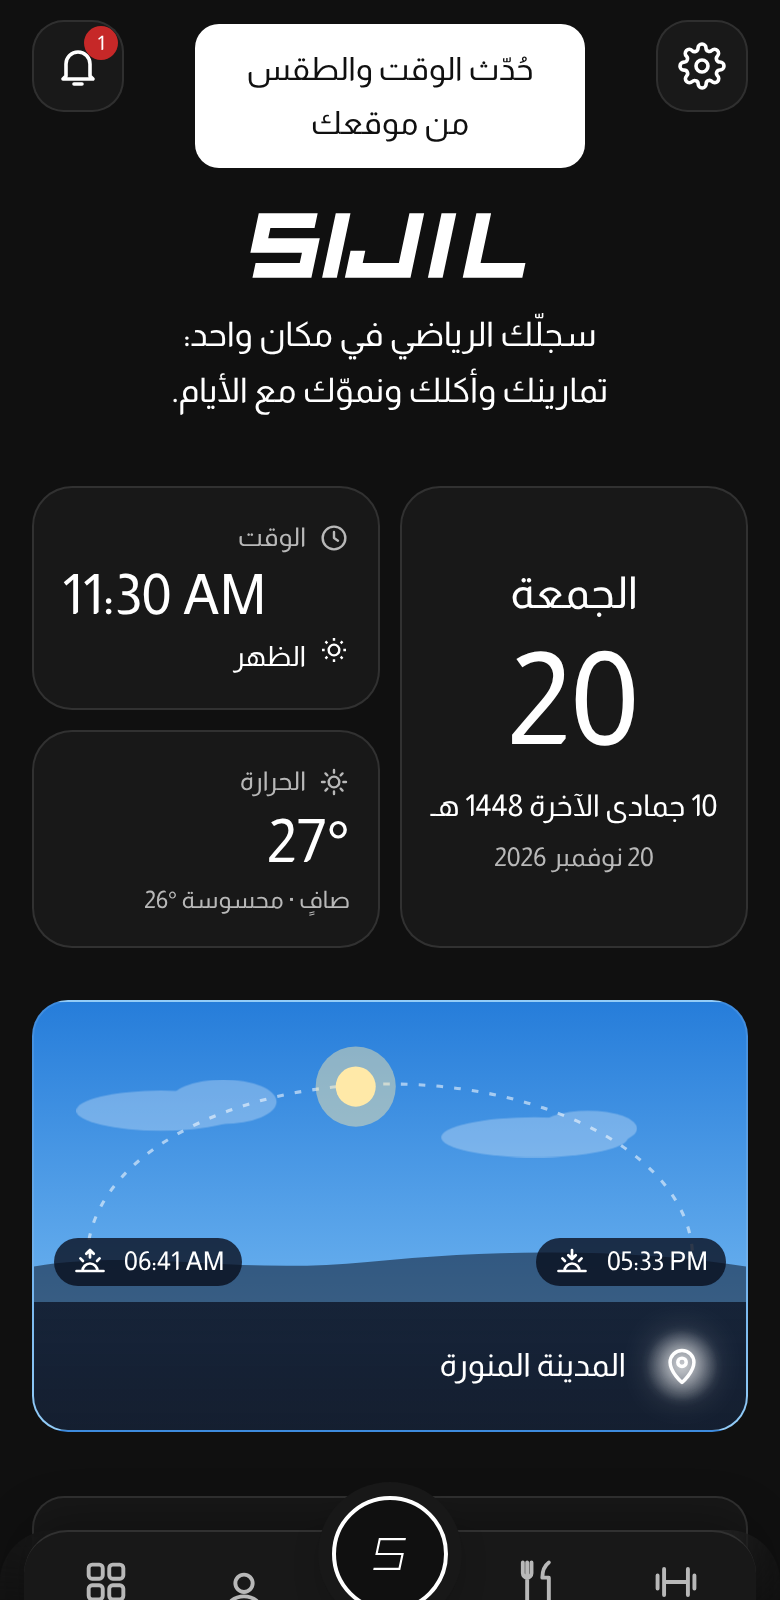 1
حُدّث الوقت والطقس
من موقعك
SIJIL
سجلّك الرياضي في مكان واحد:
تمارينك وأكلك ونموّك مع الأيام.
الجمعة
20
10 جمادى الآخرة 1448 هـ
20 نوفمبر 2026
الوقت
11:30 AM
الظهر
الحرارة
27°
صافٍ · محسوسة 26°
06:41 AM
05:33 PM
المدينة المنورة
S